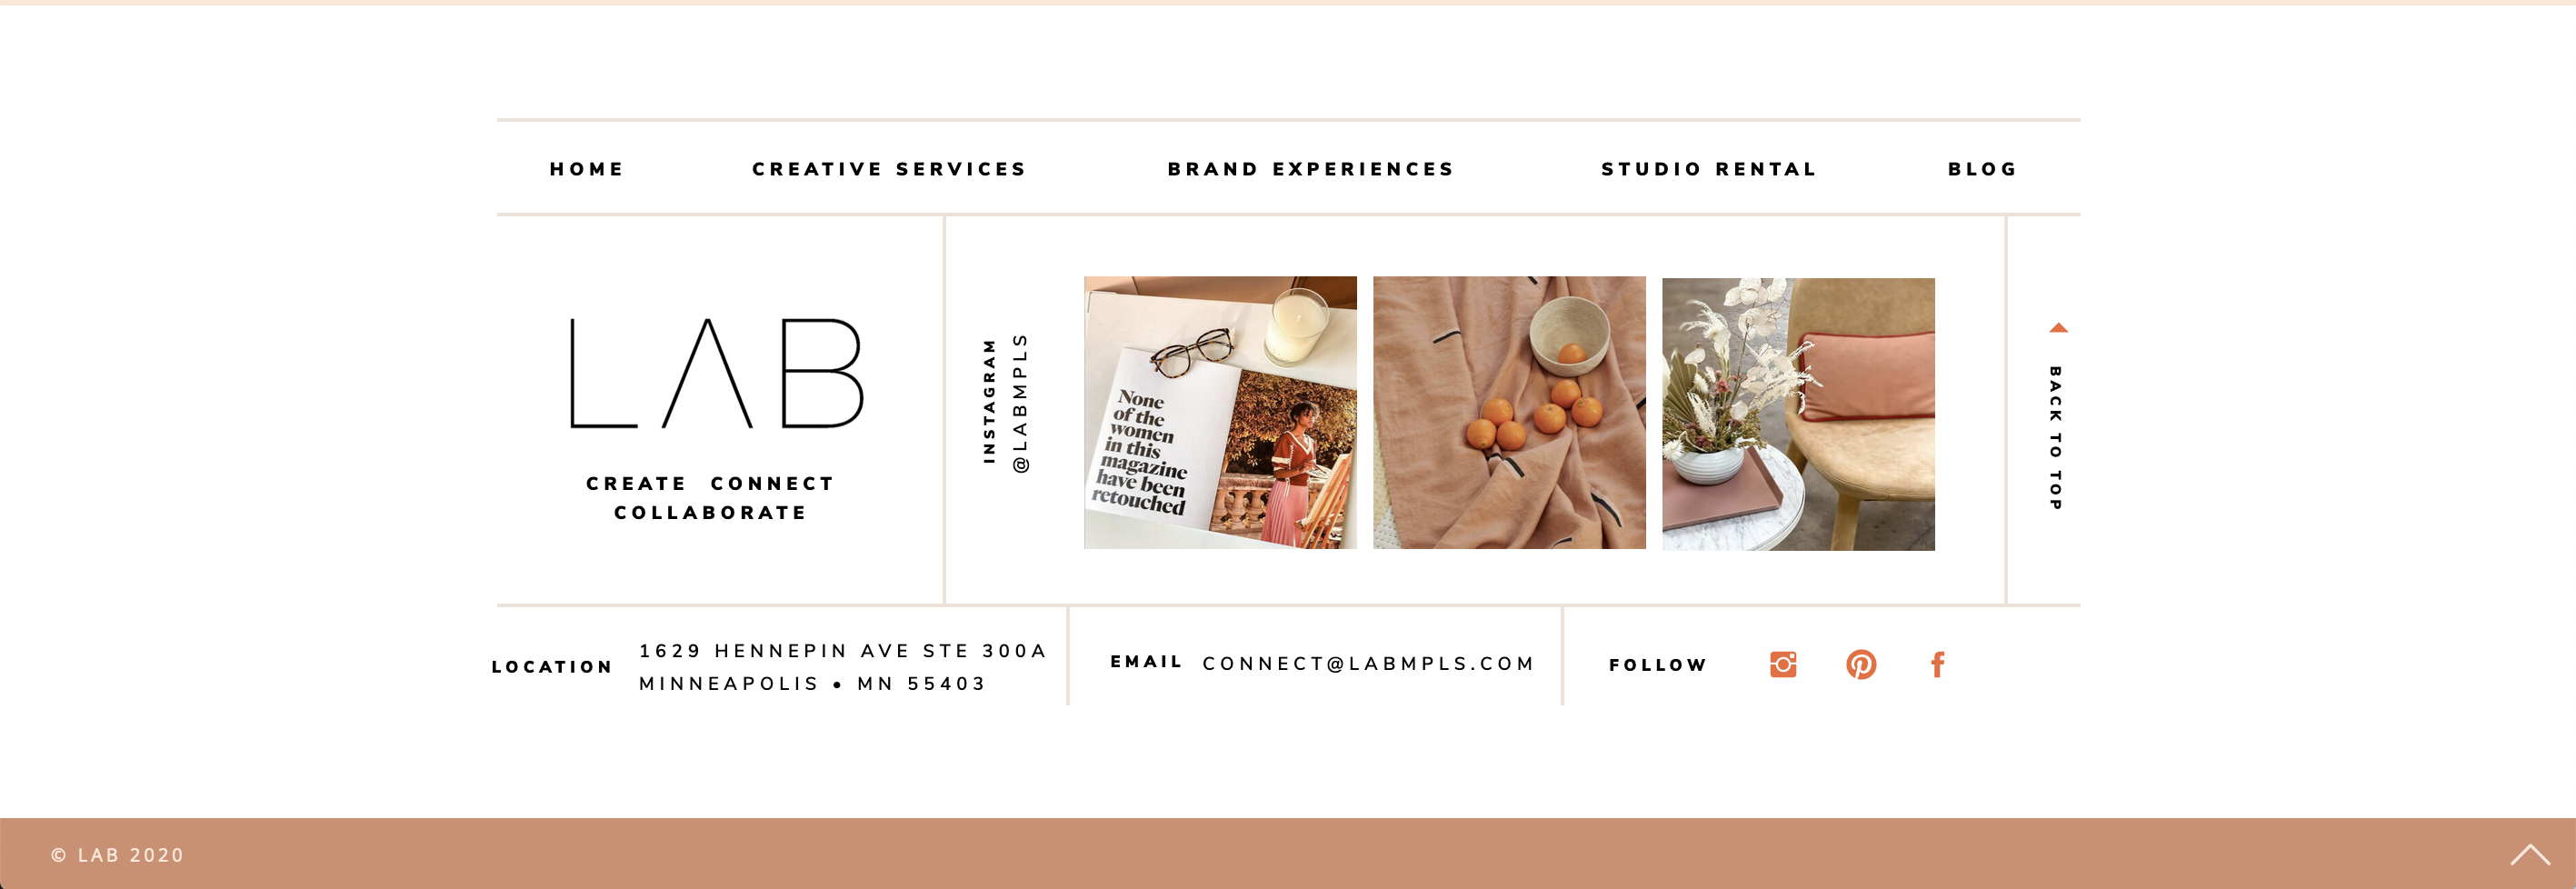 HOME CREATIVE SERVICES BRAND EXPERIENCES STUDIO RENTAL BLOG
LAB
CREATE CONNECT
COLLABORATE
INSTAGRAM
@LABMPLS
None
of the
women
in this
magazine
have been
retouched
BACK TO TOP
LOCATION
1629 HENNEPIN AVE STE 300A
MINNEAPOLIS • MN 55403
EMAIL CONNECT@LABMPLS.COM
FOLLOW
© LAB 2020